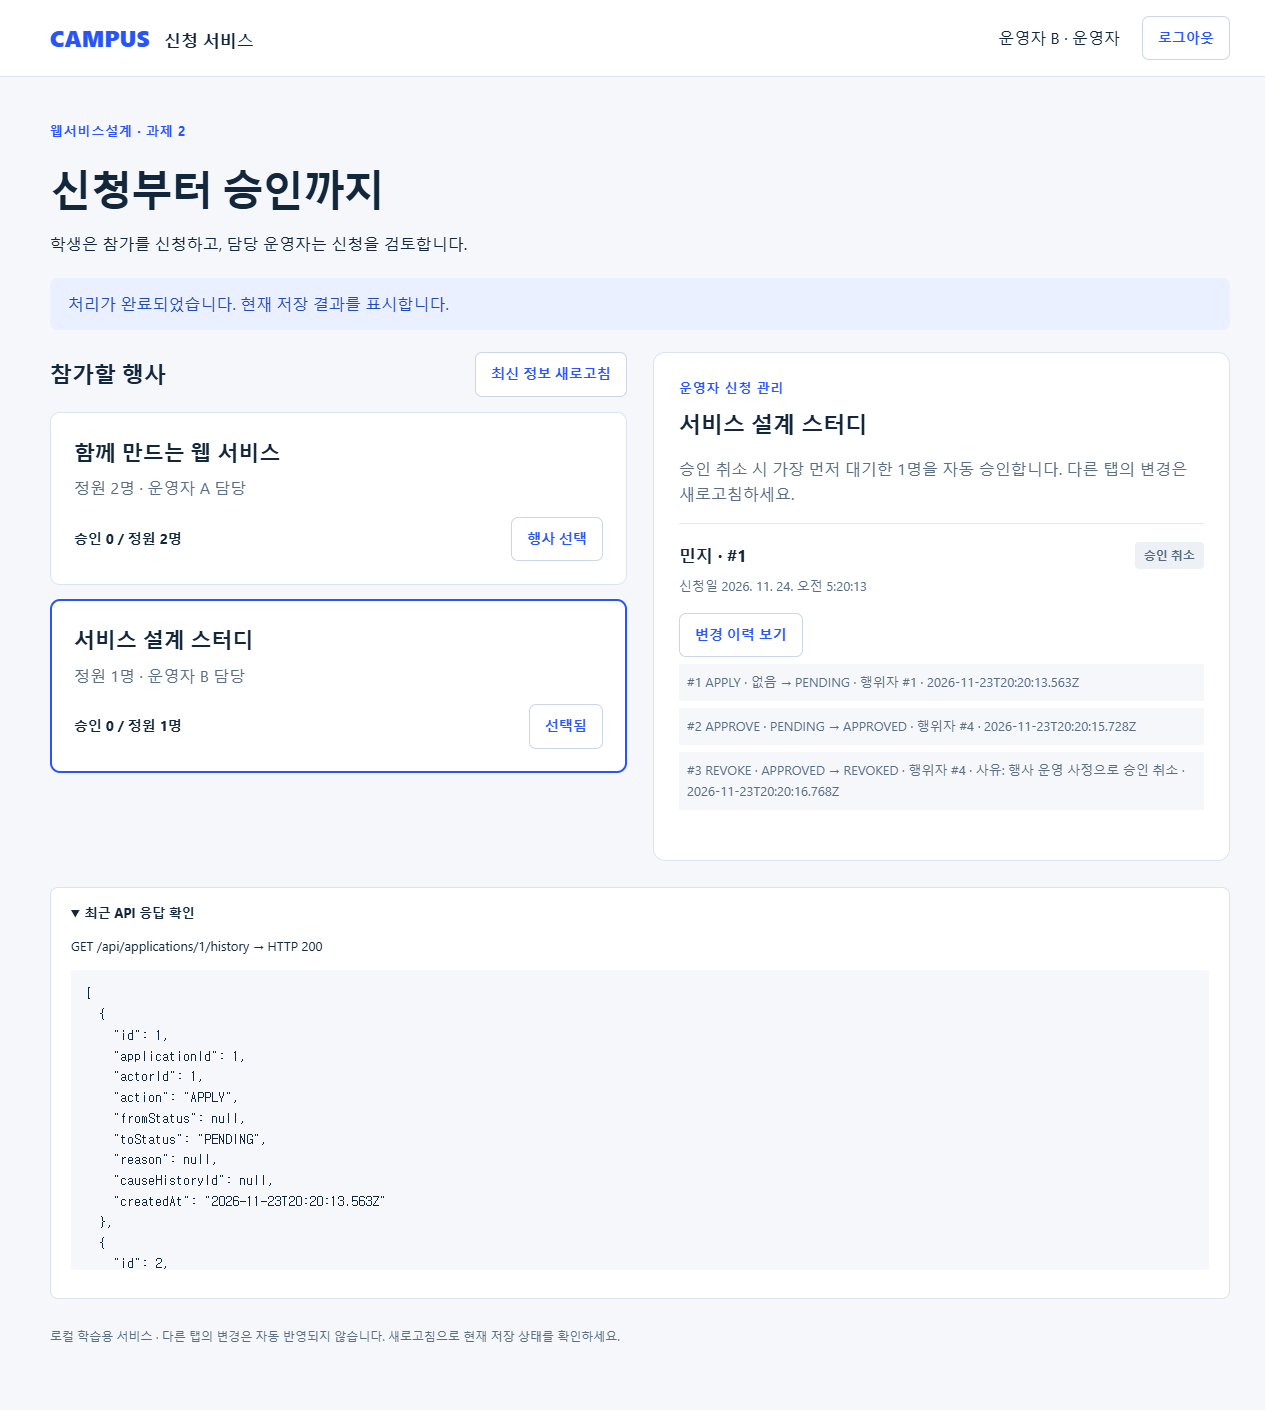 CAMPUS 신청 서비스
운영자 B · 운영자
로그아웃
웹서비스설계 · 과제 2
신청부터 승인까지
학생은 참가를 신청하고, 담당 운영자는 신청을 검토합니다.
처리가 완료되었습니다. 현재 저장 결과를 표시합니다.
참가할 행사
최신 정보 새로고침
함께 만드는 웹 서비스
정원 2명 · 운영자 A 담당
승인 0 / 정원 2명
행사 선택
서비스 설계 스터디
정원 1명 · 운영자 B 담당
승인 0 / 정원 1명
선택됨
운영자 신청 관리
서비스 설계 스터디
승인 취소 시 가장 먼저 대기한 1명을 자동 승인합니다. 다른 탭의 변경은
새로고침하세요.
민지 · #1
승인 취소
신청일 2026. 11. 24. 오전 5:20:13
변경 이력 보기
#1 APPLY · 없음 → PENDING · 행위자 #1 · 2026-11-23T20:20:13.563Z
#2 APPROVE · PENDING → APPROVED · 행위자 #4 · 2026-11-23T20:20:15.728Z
#3 REVOKE · APPROVED → REVOKED · 행위자 #4 · 사유: 행사 운영 사정으로 승인 취소 ·
2026-11-23T20:20:16.768Z
▼ 최근 API 응답 확인
GET /api/applications/1/history → HTTP 200
[
  {
    "id": 1,
    "applicationId": 1,
    "actorId": 1,
    "action": "APPLY",
    "fromStatus": null,
    "toStatus": "PENDING",
    "reason": null,
    "causeHistoryId": null,
    "createdAt": "2026-11-23T20:20:13.563Z"
  },
  {
    "id": 2,
로컬 학습용 서비스 · 다른 탭의 변경은 자동 반영되지 않습니다. 새로고침으로 현재 저장 상태를 확인하세요.